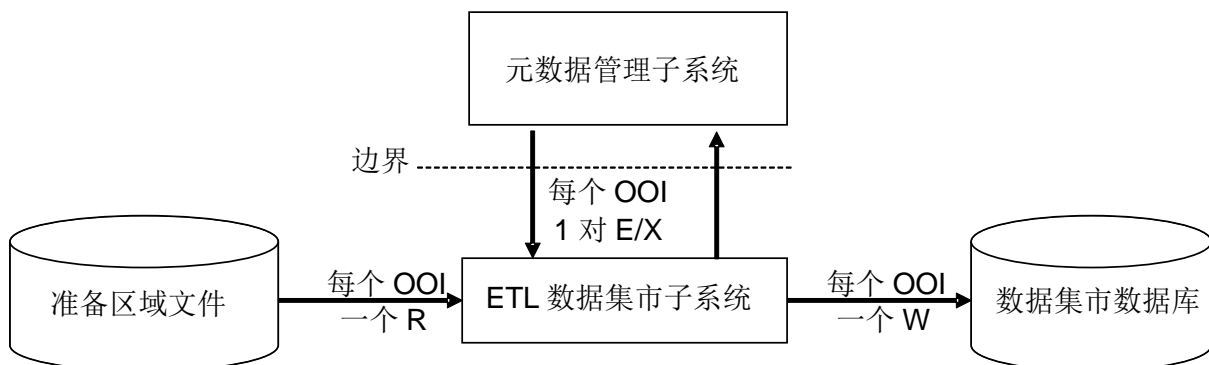 元数据管理子系统
边界
每个 OOI
1 对 E/X
准备区域文件
每个 OOI
一个 R
ETL 数据集市子系统
每个 OOI
一个 W
数据集市数据库